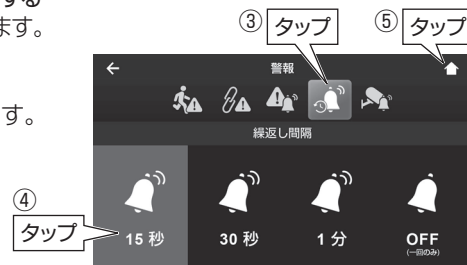 する
③ タップ
⑤ タップ
ます。
警報
す。
繰返し間隔
④
タップ
15 秒
30 秒
1 分
OFF
(一回のみ)